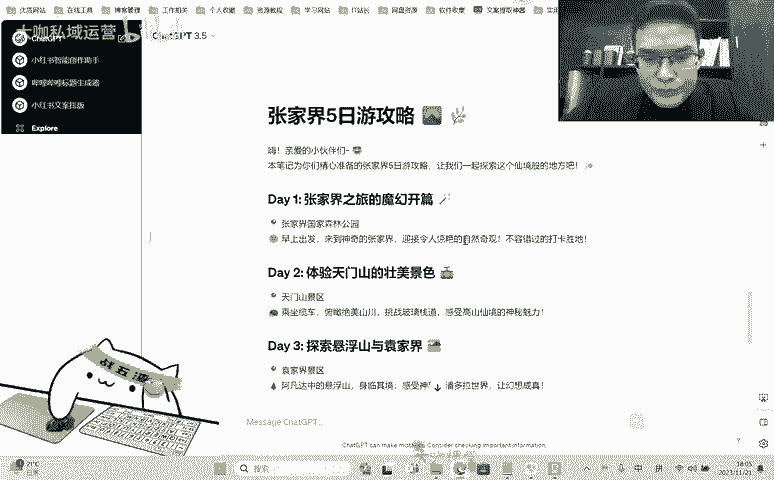 优质网站 在线工具 博客管理 个人收藏 资源教程 学习网站 IT站长 网盘资源 软件收集 文案提取神器
大咖私域运营
ChatGPT
ChatGPT 3.5
小红书智能创作助手
哔哩哔哩标题生成器
小红书文案排版
Explore
张家界5日游攻略
嗨！亲爱的小伙伴们~
本笔记为你们精心准备的张家界5日游攻略，让我们一起探索这个仙境般的地方吧！
Day 1: 张家界之旅的魔幻开篇
张家界国家森林公园
早上出发，来到神奇的张家界，迎接令人惊艳的自然奇观！不容错过的打卡胜地！
Day 2: 体验天门山的壮美景色
天门山景区
乘坐缆车，俯瞰绝美山川，挑战玻璃栈道，感受高山仙境的神秘魅力！
Day 3: 探索悬浮山与袁家界
袁家界景区
阿凡达中的悬浮山，身临其境，感受神 潘多拉世界，让幻想成真！
战五渣
Message ChatGPT...
ChatGPT can make mistakes. Consider checking important information.
?
21°C
搜索
中
拼
18:05
2023/11/21